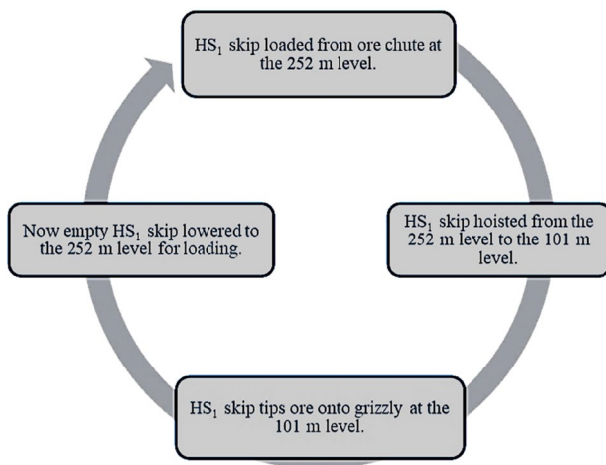 HS₁ skip loaded from ore chute at
the 252 m level.
HS₁ skip hoisted from the
252 m level to the 101 m
level.
HS₁ skip tips ore onto grizzly at the
101 m level.
Now empty HS₁ skip lowered to
the 252 m level for loading.